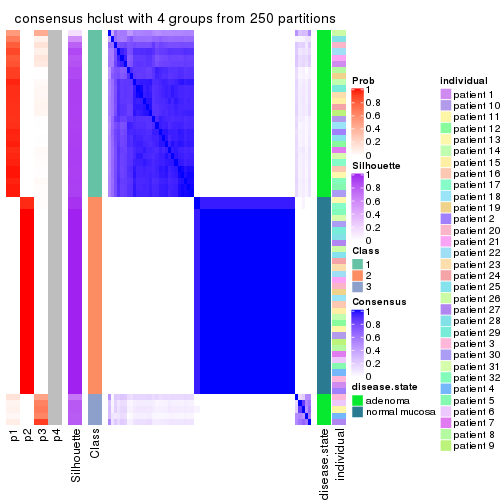 consensus hclust with 4 groups from 250 partitions
p1
p2
p3
p4
Silhouette
Class
disease.state
individual
Prob
1
0.8
0.6
0.4
0.2
0
Silhouette
1
0.8
0.6
0.4
0.2
0
Class
1
2
3
Consensus
1
0.8
0.6
0.4
0.2
0
disease.state
adenoma
normal mucosa
individual
patient 1
patient 10
patient 11
patient 12
patient 13
patient 14
patient 15
patient 16
patient 17
patient 18
patient 19
patient 2
patient 20
patient 21
patient 22
patient 23
patient 24
patient 25
patient 26
patient 27
patient 28
patient 29
patient 3
patient 30
patient 31
patient 32
patient 4
patient 5
patient 6
patient 7
patient 8
patient 9